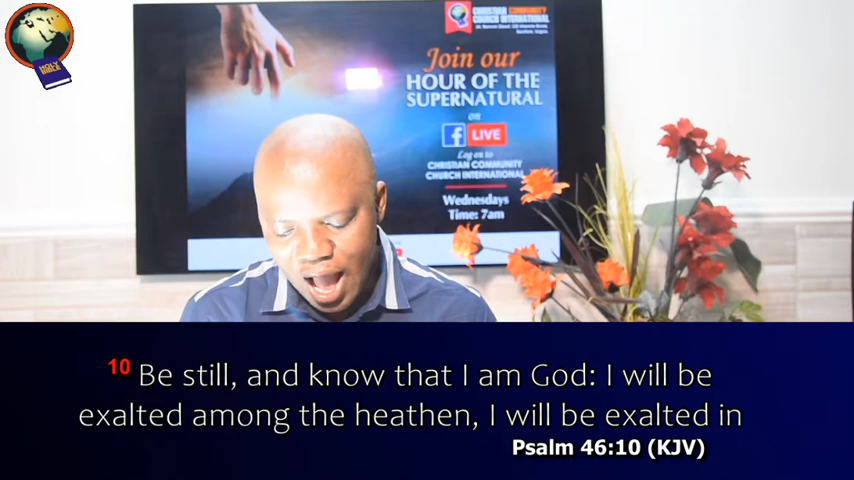 HOLY
BIBLE
CHRISTIAN COMMUNITY
CHURCH INTERNATIONAL
Join our
HOUR OF THE
SUPERNATURAL
on
f LIVE
Log on to
CHRISTIAN COMMUNITY
CHURCH INTERNATIONAL
Wednesdays
Time: 7am
10 Be still, and know that I am God: I will be
exalted among the heathen, I will be exalted in
Psalm 46:10 (KJV)